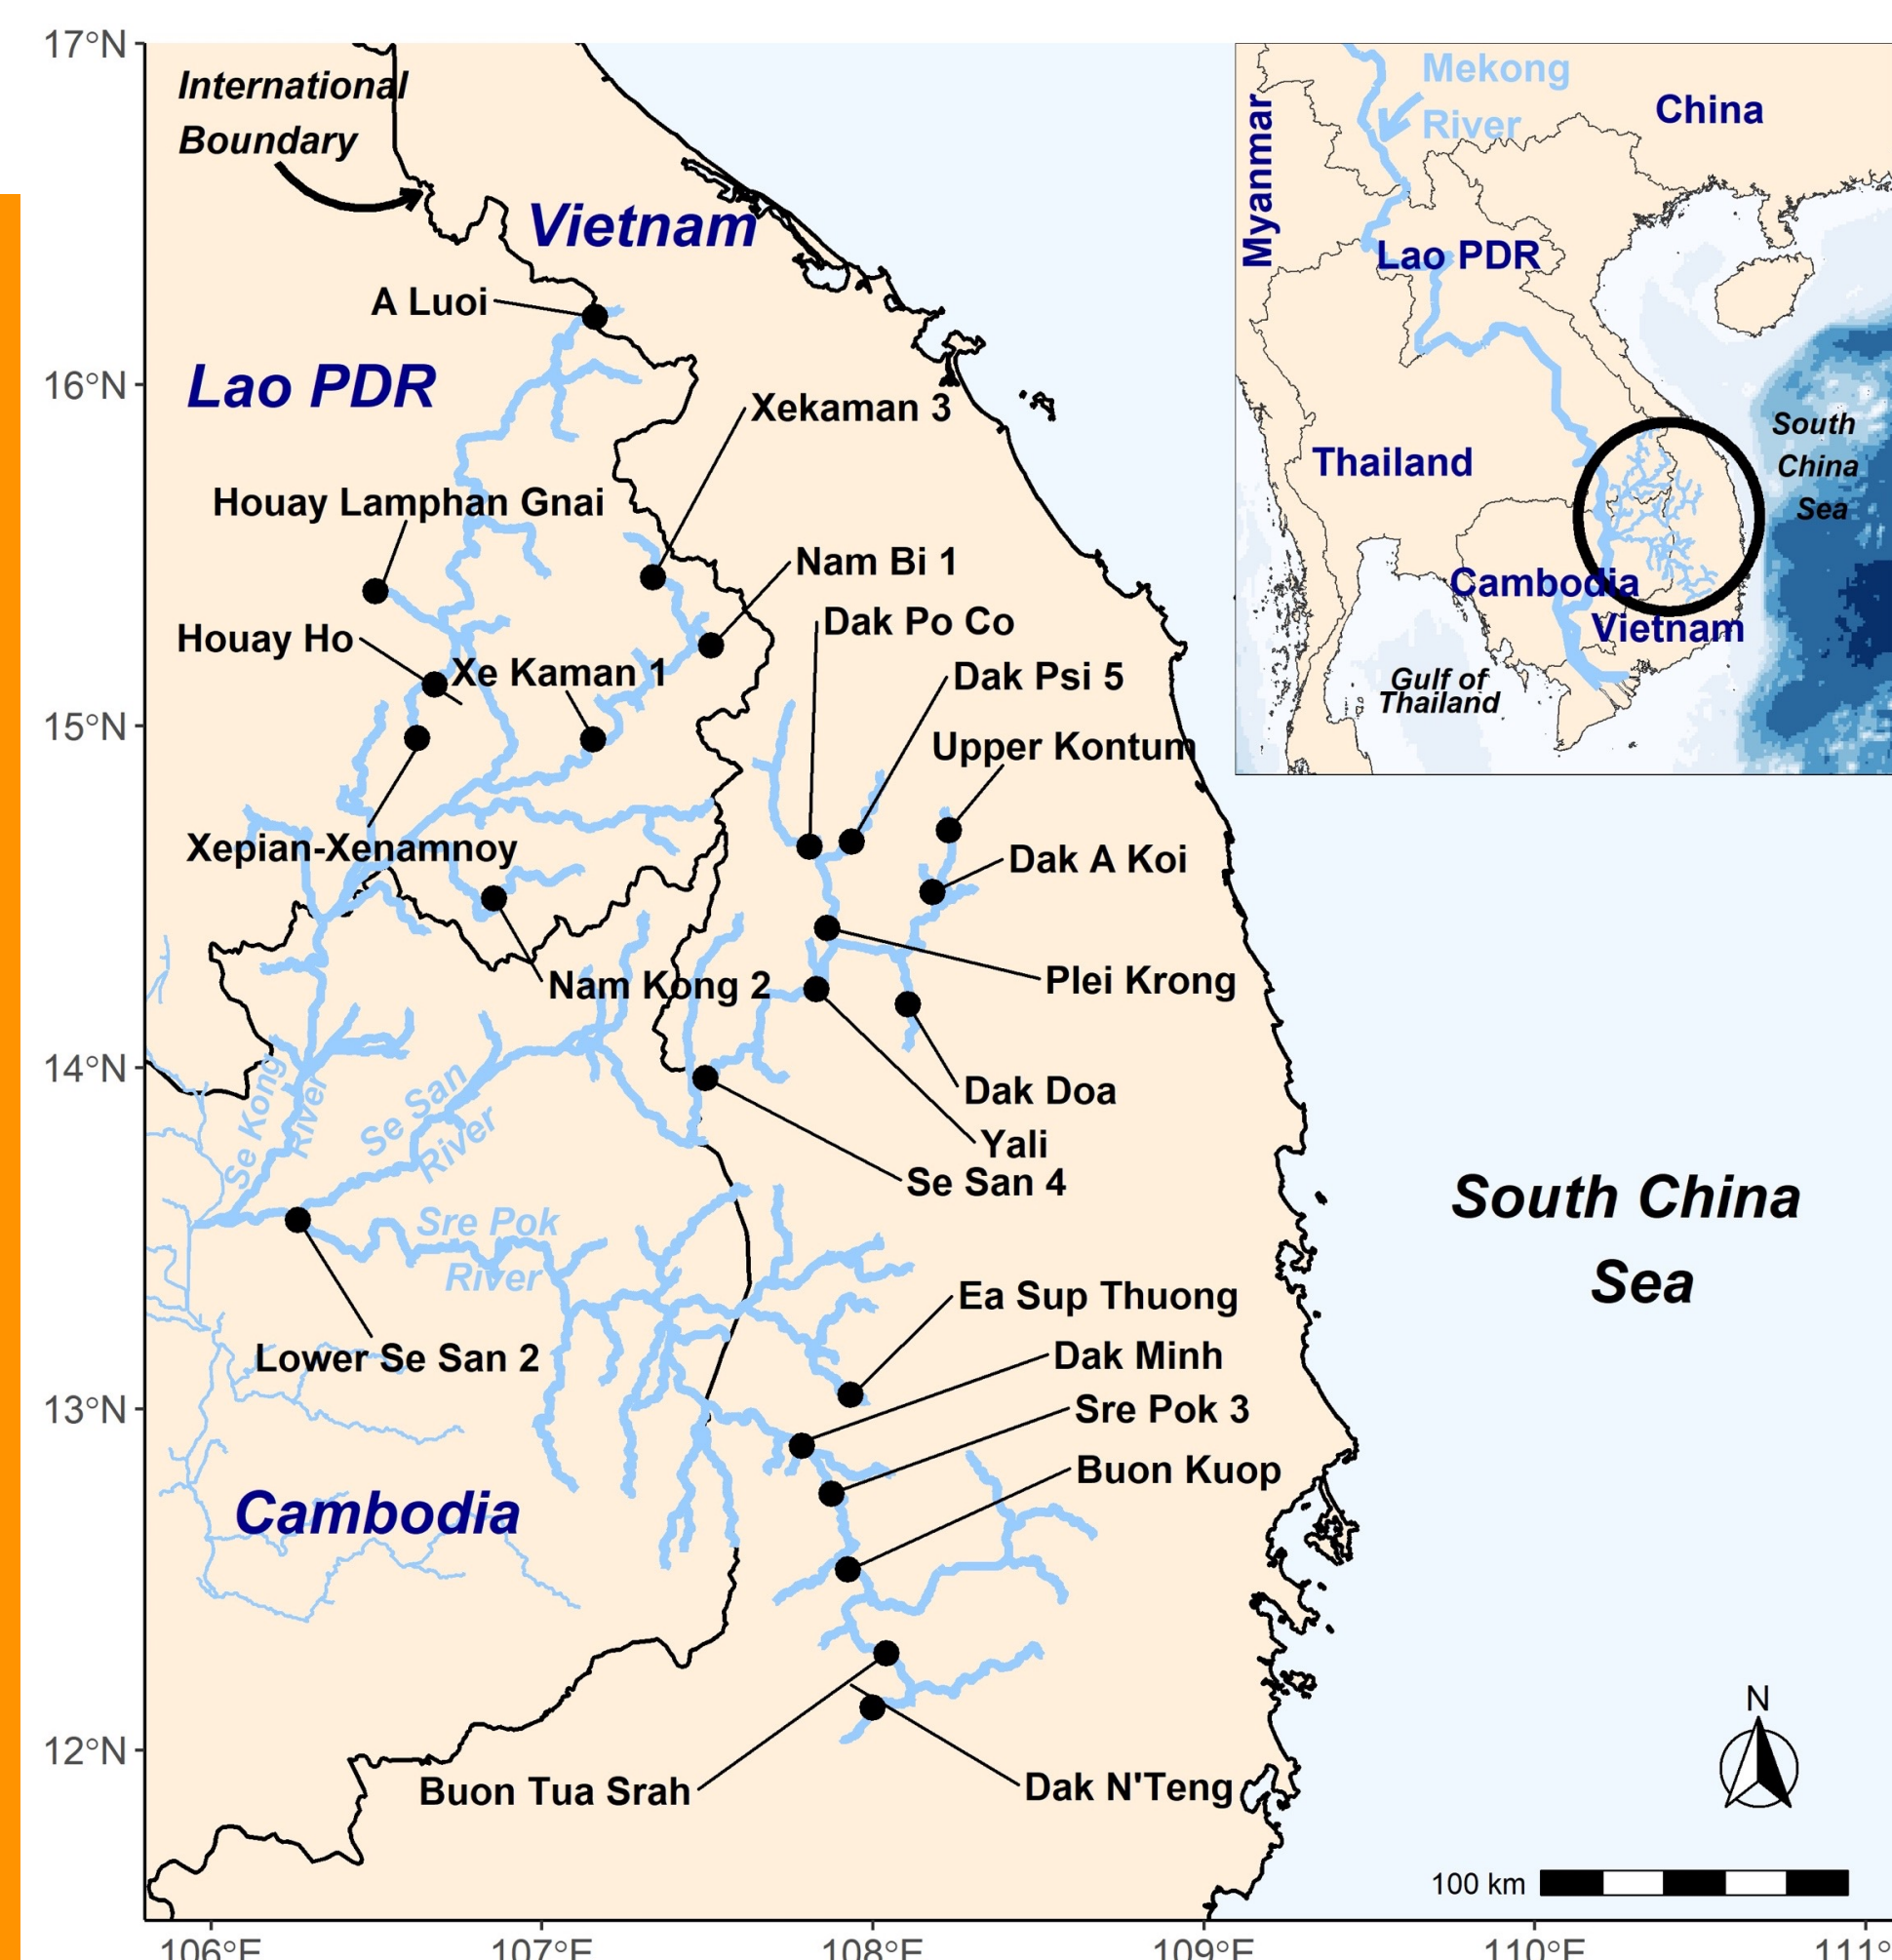 17°N
16°N
15°N
14°N
13°N
12°N
International
Boundary
Vietnam
A Luoi
Lao PDR
Xekaman 3
Houay Lamphan Gnai
Nam Bi 1
Dak Po Co
Houay Ho
Xe Kaman 1
Dak Psi 5
Upper Kontum
Xepian-Xenamnoy
Dak A Koi
Nam Kong 2
Plei Krong
Dak Doa
Yali
Se San 4
Se Kong
River
Se San
River
Sre Pok
River
Lower Se San 2
South China
Sea
Ea Sup Thuong
Dak Minh
Sre Pok 3
Buon Kuop
Cambodia
Buon Tua Srah
Dak N'Teng
Mekong
River
China
Myanmar
Lao PDR
Thailand
South
China
Sea
Cambodia
Vietnam
Gulf of
Thailand
N
100 km
106°E
107°E
108°E
109°E
110°E
111°